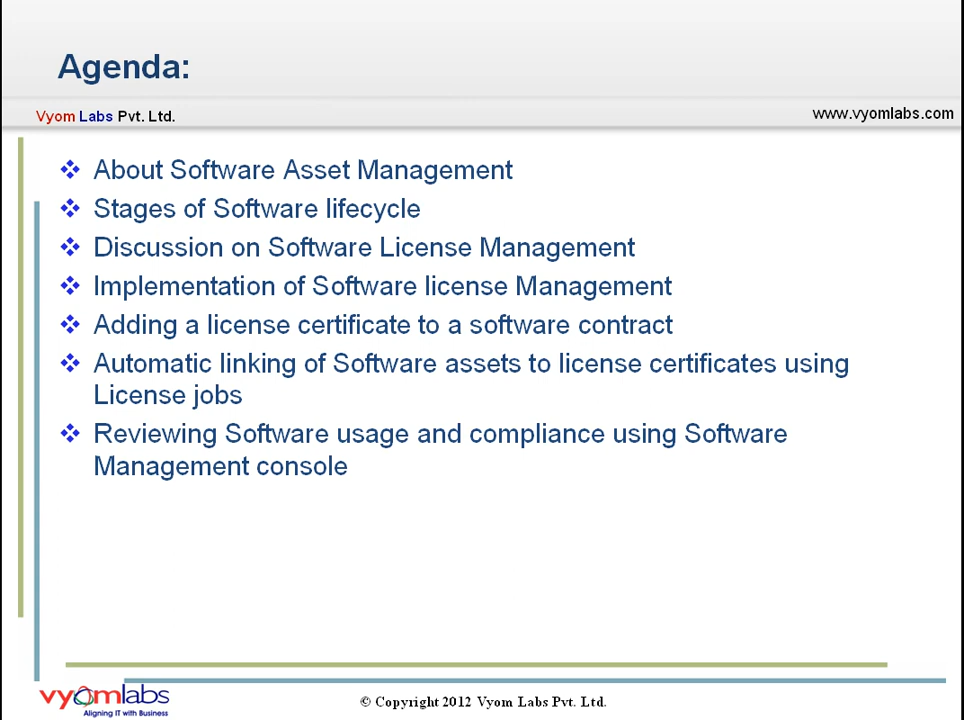 Agenda:
Vyom Labs Pvt. Ltd.
www.vyomlabs.com
About Software Asset Management
Stages of Software lifecycle
Discussion on Software License Management
Implementation of Software license Management
Adding a license certificate to a software contract
Automatic linking of Software assets to license certificates using
License jobs
Reviewing Software usage and compliance using Software
Management console
vyomlabs
Aligning IT with Business
© Copyright 2012 Vyom Labs Pvt. Ltd.